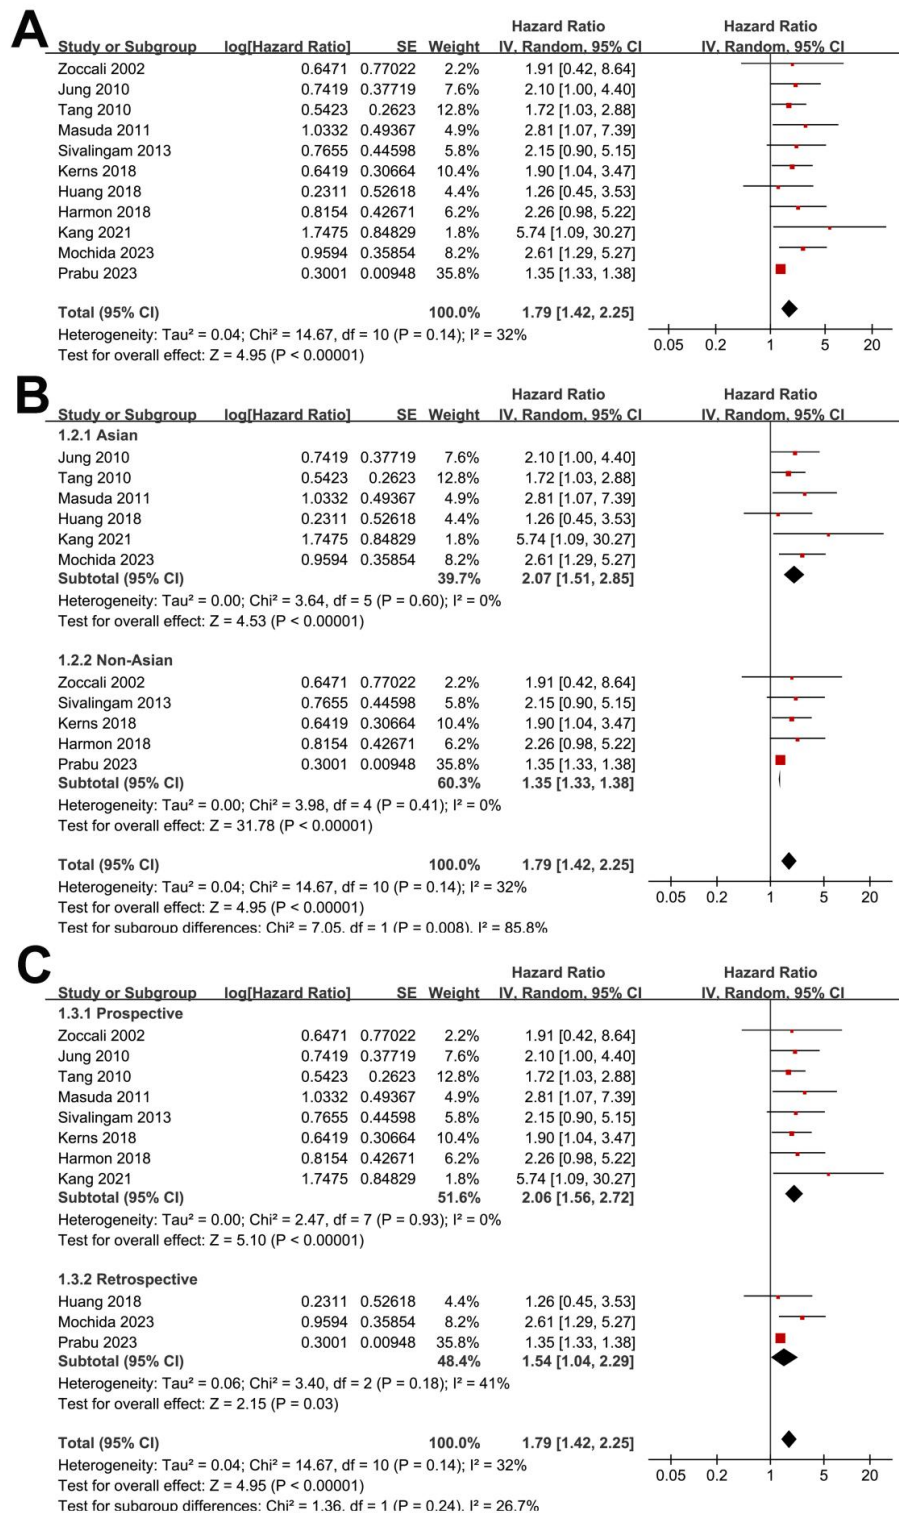 A
Hazard Ratio Hazard Ratio
Study or Subgroup log[Hazard Ratio] SE Weight IV, Random, 95% CI IV, Random, 95% CI
Zoccali 2002 0.6471 0.77022 2.2% 1.91 [0.42, 8.64]
Jung 2010 0.7419 0.37719 7.6% 2.10 [1.00, 4.40]
Tang 2010 0.5423 0.2623 12.8% 1.72 [1.03, 2.88]
Masuda 2011 1.0332 0.49367 4.9% 2.81 [1.07, 7.39]
Sivalingam 2013 0.7655 0.44598 5.8% 2.15 [0.90, 5.15]
Kerns 2018 0.6419 0.30664 10.4% 1.90 [1.04, 3.47]
Huang 2018 0.2311 0.52618 4.4% 1.26 [0.45, 3.53]
Harmon 2018 0.8154 0.42671 6.2% 2.26 [0.98, 5.22]
Kang 2021 1.7475 0.84829 1.8% 5.74 [1.09, 30.27]
Mochida 2023 0.9594 0.35854 8.2% 2.61 [1.29, 5.27]
Prabu 2023 0.3001 0.00948 35.8% 1.35 [1.33, 1.38]
Total (95% CI) 100.0% 1.79 [1.42, 2.25]
Heterogeneity: Tau² = 0.04; Chi² = 14.67, df = 10 (P = 0.14); I² = 32%
Test for overall effect: Z = 4.95 (P < 0.00001)
0.05 0.2 1 5 20
B
Hazard Ratio Hazard Ratio
Study or Subgroup log[Hazard Ratio] SE Weight IV, Random, 95% CI IV, Random, 95% CI
1.2.1 Asian
Jung 2010 0.7419 0.37719 7.6% 2.10 [1.00, 4.40]
Tang 2010 0.5423 0.2623 12.8% 1.72 [1.03, 2.88]
Masuda 2011 1.0332 0.49367 4.9% 2.81 [1.07, 7.39]
Huang 2018 0.2311 0.52618 4.4% 1.26 [0.45, 3.53]
Kang 2021 1.7475 0.84829 1.8% 5.74 [1.09, 30.27]
Mochida 2023 0.9594 0.35854 8.2% 2.61 [1.29, 5.27]
Subtotal (95% CI) 39.7% 2.07 [1.51, 2.85]
Heterogeneity: Tau² = 0.00; Chi² = 3.64, df = 5 (P = 0.60); I² = 0%
Test for overall effect: Z = 4.53 (P < 0.00001)
1.2.2 Non-Asian
Zoccali 2002 0.6471 0.77022 2.2% 1.91 [0.42, 8.64]
Sivalingam 2013 0.7655 0.44598 5.8% 2.15 [0.90, 5.15]
Kerns 2018 0.6419 0.30664 10.4% 1.90 [1.04, 3.47]
Harmon 2018 0.8154 0.42671 6.2% 2.26 [0.98, 5.22]
Prabu 2023 0.3001 0.00948 35.8% 1.35 [1.33, 1.38]
Subtotal (95% CI) 60.3% 1.35 [1.33, 1.38]
Heterogeneity: Tau² = 0.00; Chi² = 3.98, df = 4 (P = 0.41); I² = 0%
Test for overall effect: Z = 31.78 (P < 0.00001)
Total (95% CI) 100.0% 1.79 [1.42, 2.25]
Heterogeneity: Tau² = 0.04; Chi² = 14.67, df = 10 (P = 0.14); I² = 32%
Test for overall effect: Z = 4.95 (P < 0.00001)
Test for subgroup differences: Chi² = 7.05, df = 1 (P = 0.008), I² = 85.8%
0.05 0.2 1 5 20
C
Hazard Ratio Hazard Ratio
Study or Subgroup log[Hazard Ratio] SE Weight IV, Random, 95% CI IV, Random, 95% CI
1.3.1 Prospective
Zoccali 2002 0.6471 0.77022 2.2% 1.91 [0.42, 8.64]
Jung 2010 0.7419 0.37719 7.6% 2.10 [1.00, 4.40]
Tang 2010 0.5423 0.2623 12.8% 1.72 [1.03, 2.88]
Masuda 2011 1.0332 0.49367 4.9% 2.81 [1.07, 7.39]
Sivalingam 2013 0.7655 0.44598 5.8% 2.15 [0.90, 5.15]
Kerns 2018 0.6419 0.30664 10.4% 1.90 [1.04, 3.47]
Harmon 2018 0.8154 0.42671 6.2% 2.26 [0.98, 5.22]
Kang 2021 1.7475 0.84829 1.8% 5.74 [1.09, 30.27]
Subtotal (95% CI) 51.6% 2.06 [1.56, 2.72]
Heterogeneity: Tau² = 0.00; Chi² = 2.47, df = 7 (P = 0.93); I² = 0%
Test for overall effect: Z = 5.10 (P < 0.00001)
1.3.2 Retrospective
Huang 2018 0.2311 0.52618 4.4% 1.26 [0.45, 3.53]
Mochida 2023 0.9594 0.35854 8.2% 2.61 [1.29, 5.27]
Prabu 2023 0.3001 0.00948 35.8% 1.35 [1.33, 1.38]
Subtotal (95% CI) 48.4% 1.54 [1.04, 2.29]
Heterogeneity: Tau² = 0.06; Chi² = 3.40, df = 2 (P = 0.18); I² = 41%
Test for overall effect: Z = 2.15 (P = 0.03)
Total (95% CI) 100.0% 1.79 [1.42, 2.25]
Heterogeneity: Tau² = 0.04; Chi² = 14.67, df = 10 (P = 0.14); I² = 32%
Test for overall effect: Z = 4.95 (P < 0.00001)
Test for subgroup differences: Chi² = 1.36, df = 1 (P = 0.24), I² = 26.7%
0.05 0.2 1 5 20